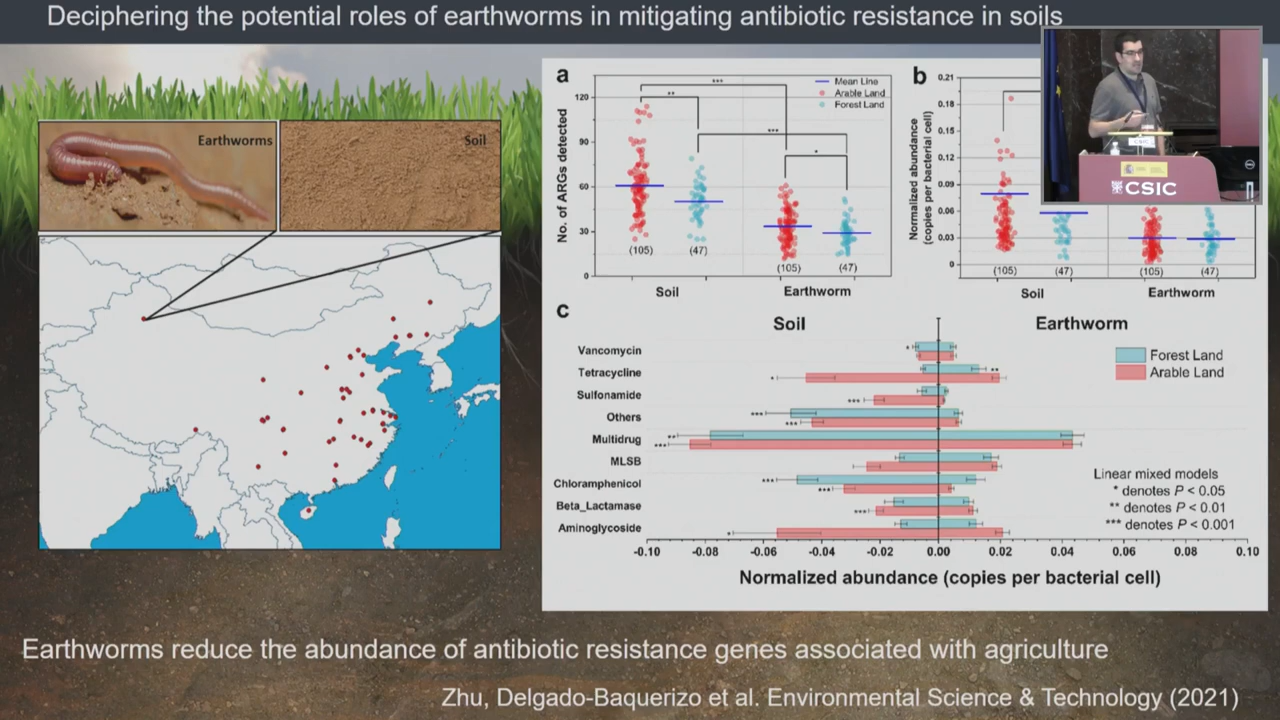 Deciphering the potential roles of earthworms in mitigating antibiotic resistance in soils
Earthworms
Soil
a
No. of ARGs detected
120
90
60
30
0
***
**
***
*
Mean Line
Arable Land
Forest Land
(105)
(47)
(105)
(47)
Soil
Earthworm
b
Normalized abundance
(copies per bacterial cell)
0.21
0.18
0.15
0.12
0.09
0.06
0.03
0
(105)
(47)
(105)
(47)
Soil
Earthworm
CSIC
CSIC
c
Soil
Earthworm
Forest Land
Arable Land
Vancomycin
*
Tetracycline
**
*
Sulfonamide
***
Others
***
***
Multidrug
**
***
MLSB
Chloramphenicol
***
***
Beta_Lactamase
***
Aminoglycoside
*
Linear mixed models
* denotes P < 0.05
** denotes P < 0.01
*** denotes P < 0.001
-0.10 -0.08 -0.06 -0.04 -0.02 0.00 0.02 0.04 0.06 0.08 0.10
Normalized abundance (copies per bacterial cell)
Earthworms reduce the abundance of antibiotic resistance genes associated with agriculture
Zhu, Delgado-Baquerizo et al. Environmental Science & Technology (2021)